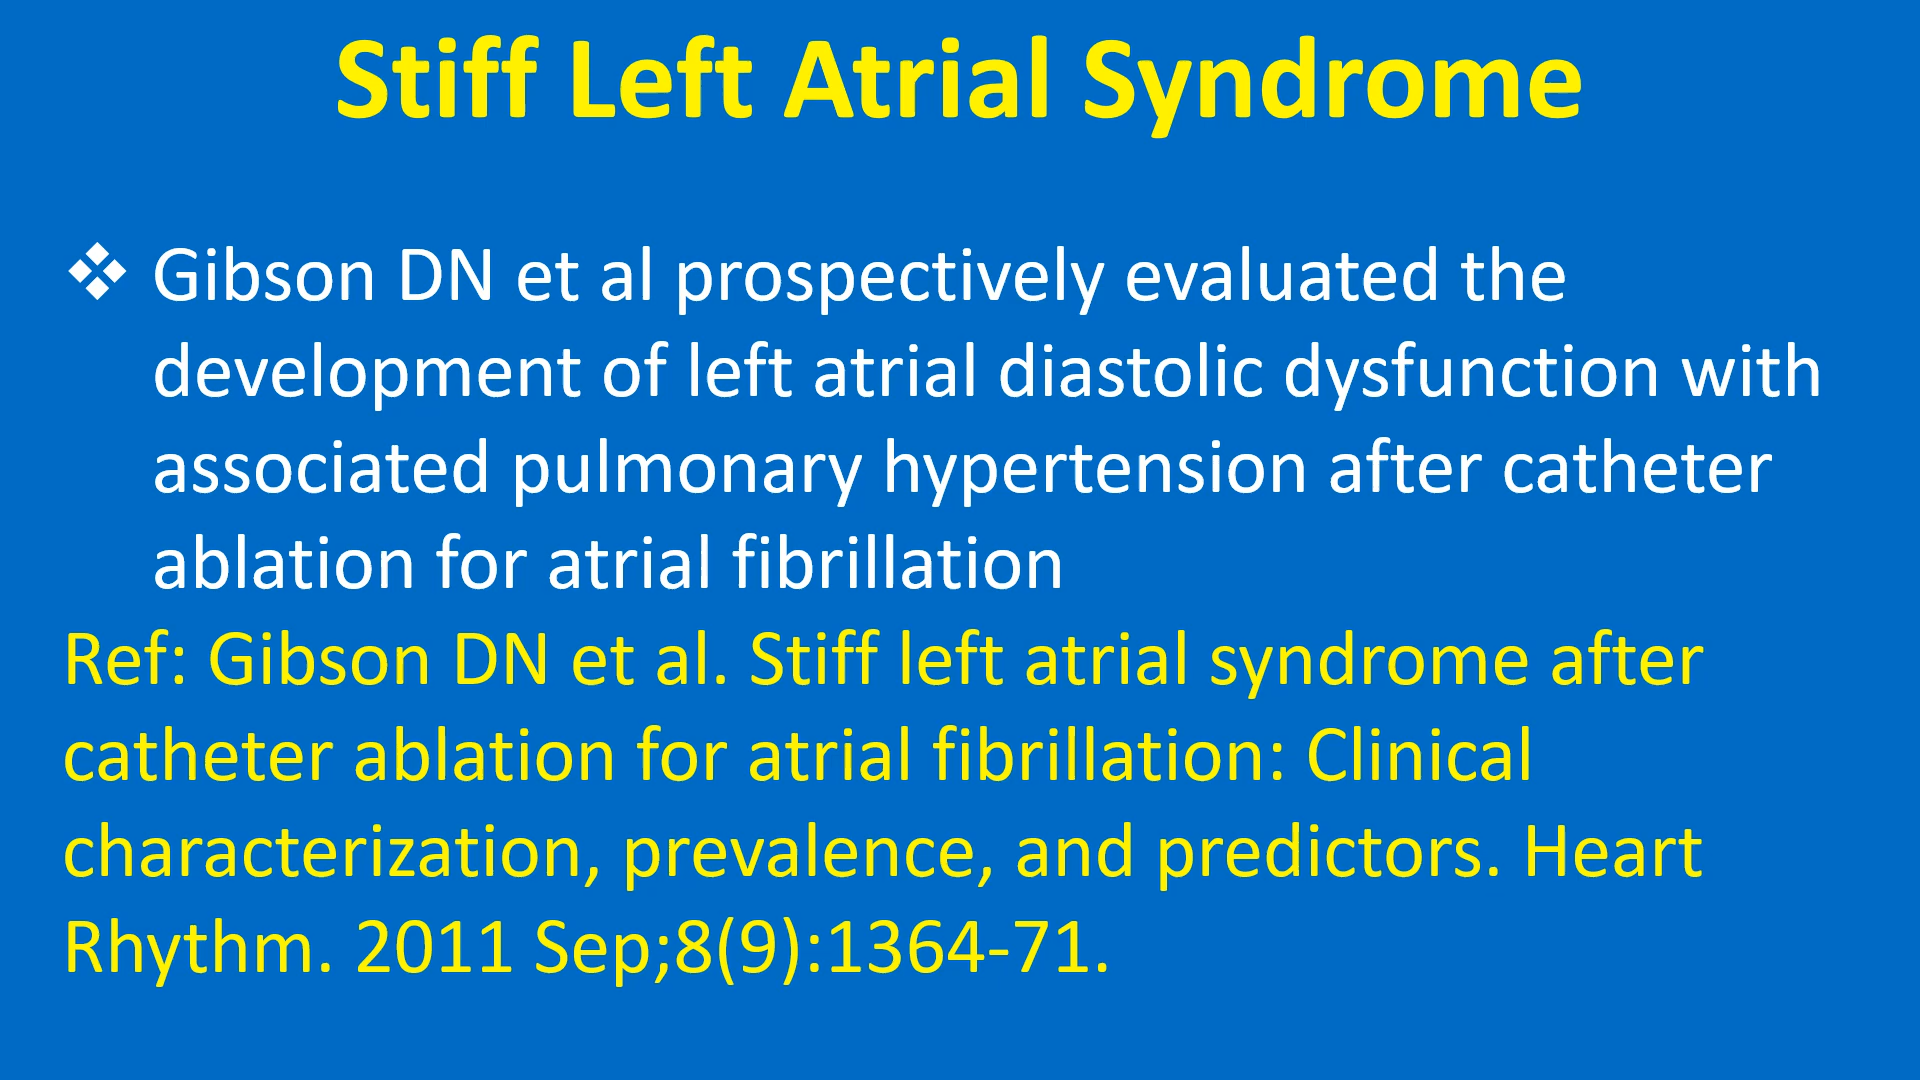 Stiff Left Atrial Syndrome
❖ Gibson DN et al prospectively evaluated the
development of left atrial diastolic dysfunction with
associated pulmonary hypertension after catheter
ablation for atrial fibrillation
Ref: Gibson DN et al. Stiff left atrial syndrome after
catheter ablation for atrial fibrillation: Clinical
characterization, prevalence, and predictors. Heart
Rhythm. 2011 Sep;8(9):1364-71.